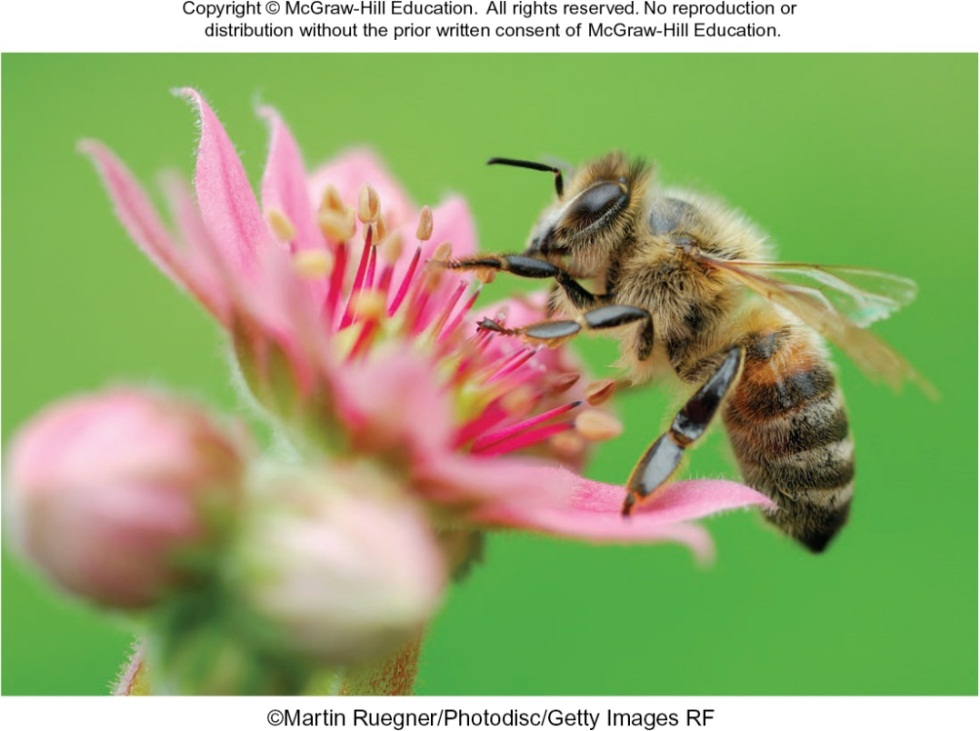 Copyright © McGraw-Hill Education. All rights reserved. No reproduction or
distribution without the prior written consent of McGraw-Hill Education.
©Martin Ruegner/Photodisc/Getty Images RF